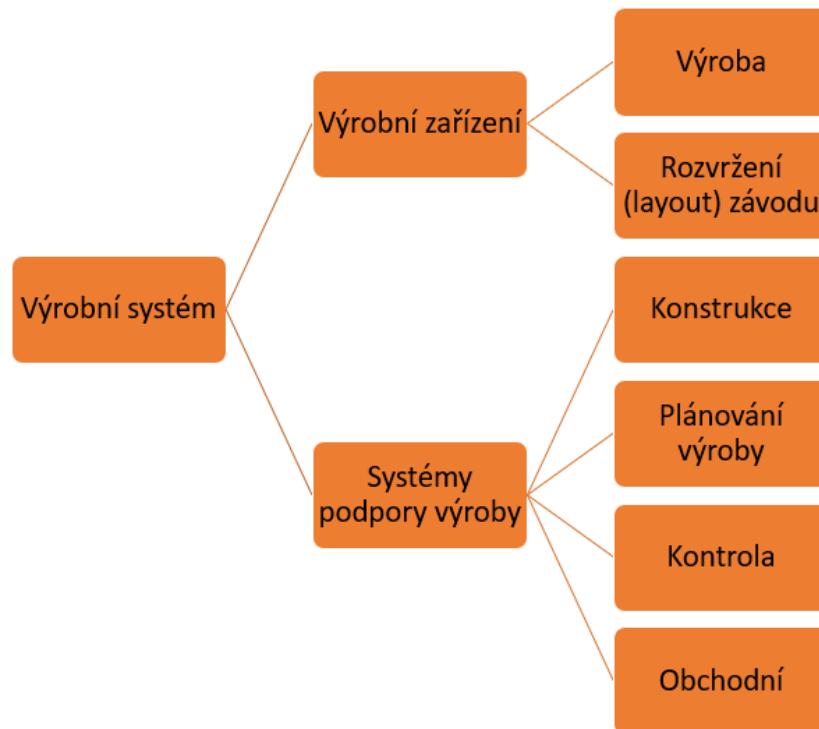 Výroba
Výrobní zařízení
Rozvržení
(layout) závodu
Výrobní systém
Konstrukce
Plánování
výroby
Systémy
podpory výroby
Kontrola
Obchodní